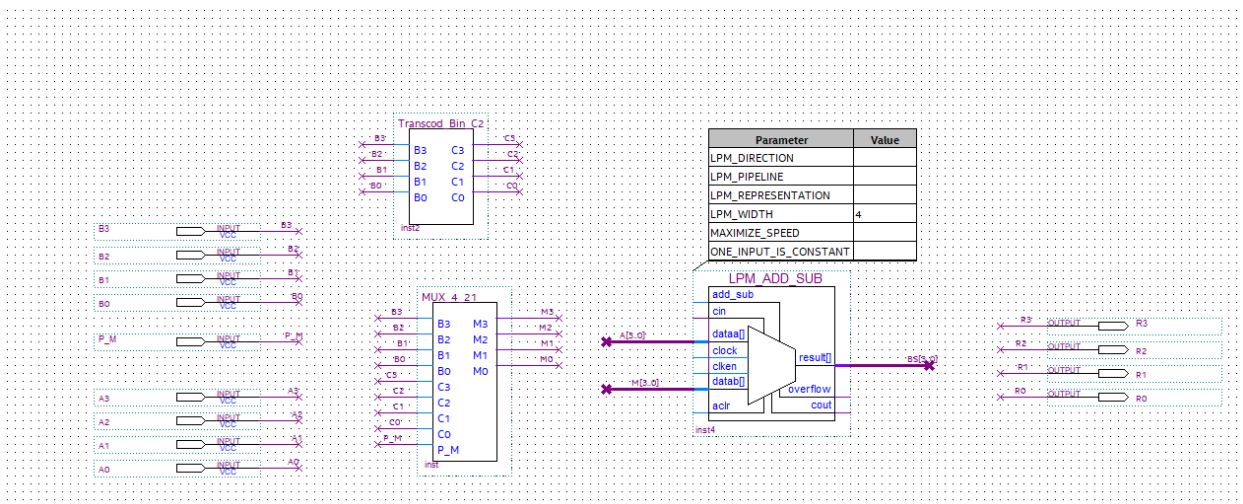 Transcod_Bin_C2
B3 B3 C3 C3
B2 B2 C2 C2
B1 B1 C1 C1
B0 B0 C0 C0
inst2
Parameter Value
LPM_DIRECTION
LPM_PIPELINE
LPM_REPRESENTATION
LPM_WIDTH 4
MAXIMIZE_SPEED
ONE_INPUT_IS_CONSTANT
B3 INPUT VCC B3
B2 INPUT VCC B2
B1 INPUT VCC B1
B0 INPUT VCC B0
P_M INPUT VCC P_M
A3 INPUT VCC A3
A2 INPUT VCC A2
A1 INPUT VCC A1
A0 INPUT VCC A0
MUX_4_21
B3 B3 M3 M3
B2 B2 M2 M2
B1 B1 M1 M1
B0 B0 M0 M0
C3 C3
C2 C2
C1 C1
C0 C0
P_M P_M
inst
LPM_ADD_SUB
add_sub
cin
A[3..0] dataa[]
clock
clken result[] BS[3..0]
M[3..0] datab[]
overflow
aclr cout
inst4
R3 OUTPUT R3
R2 OUTPUT R2
R1 OUTPUT R1
R0 OUTPUT R0